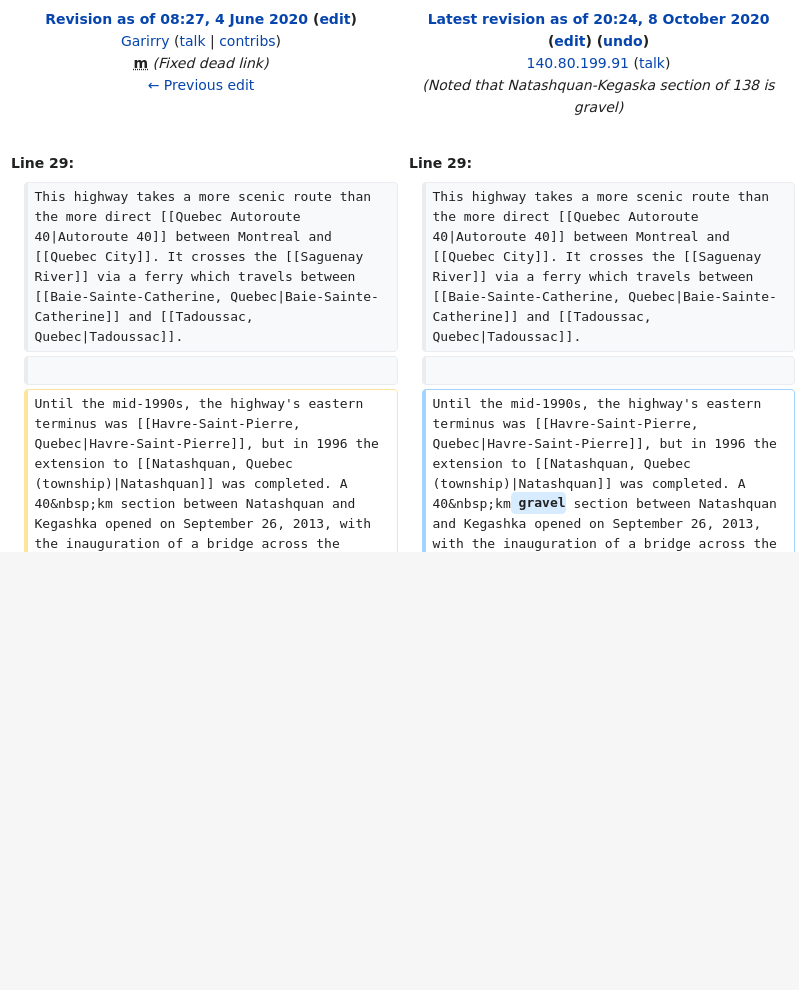 Revision as of 08:27, 4 June 2020 (edit)
Garirry (talk | contribs)
m (Fixed dead link)
← Previous edit
Latest revision as of 20:24, 8 October 2020
(edit) (undo)
140.80.199.91 (talk)
(Noted that Natashquan-Kegaska section of 138 is
gravel)
Line 29:
Line 29:
This highway takes a more scenic route than
the more direct [[Quebec Autoroute
40|Autoroute 40]] between Montreal and
[[Quebec City]]. It crosses the [[Saguenay
River]] via a ferry which travels between
[[Baie-Sainte-Catherine, Quebec|Baie-Sainte-
Catherine]] and [[Tadoussac,
Quebec|Tadoussac]].
This highway takes a more scenic route than
the more direct [[Quebec Autoroute
40|Autoroute 40]] between Montreal and
[[Quebec City]]. It crosses the [[Saguenay
River]] via a ferry which travels between
[[Baie-Sainte-Catherine, Quebec|Baie-Sainte-
Catherine]] and [[Tadoussac,
Quebec|Tadoussac]].
Until the mid-1990s, the highway's eastern
terminus was [[Havre-Saint-Pierre,
Quebec|Havre-Saint-Pierre]], but in 1996 the
extension to [[Natashquan, Quebec
(township)|Natashquan]] was completed. A
40&nbsp;km section between Natashquan and
Kegashka opened on September 26, 2013, with
the inauguration of a bridge across the
Until the mid-1990s, the highway's eastern
terminus was [[Havre-Saint-Pierre,
Quebec|Havre-Saint-Pierre]], but in 1996 the
extension to [[Natashquan, Quebec
(township)|Natashquan]] was completed. A
40&nbsp;km gravel section between Natashquan
and Kegashka opened on September 26, 2013,
with the inauguration of a bridge across the